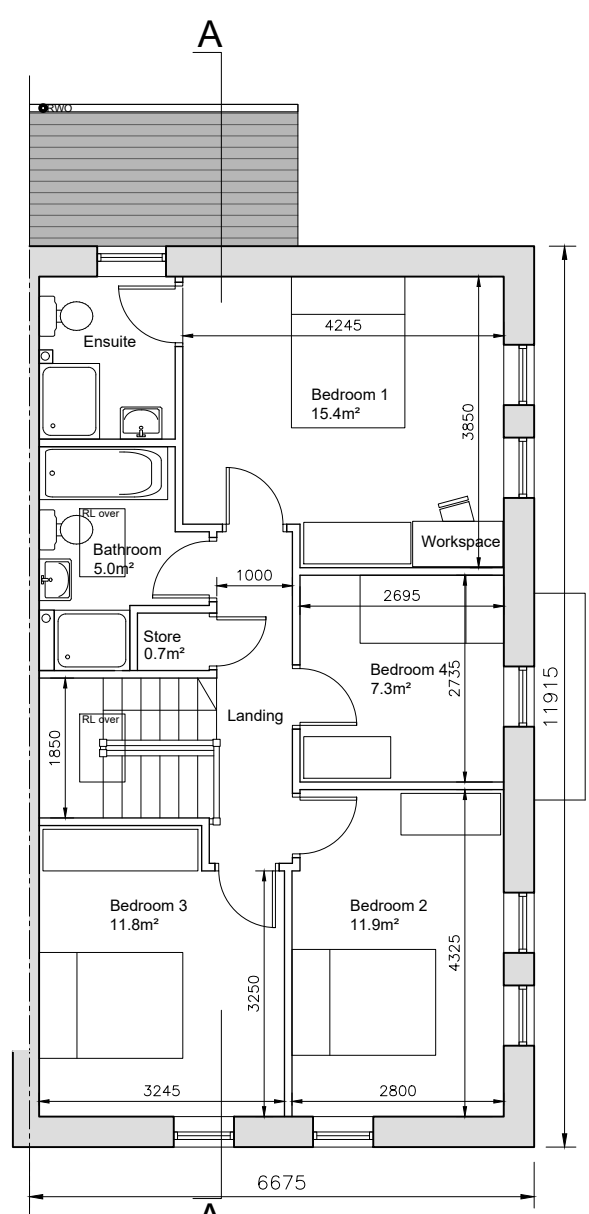 A
RWO
Ensuite
4245
Bedroom 1
15.4m²
3850
RL over
Workspace
Bathroom
5.0m²
1000
2695
Store
0.7m²
Bedroom 4
7.3m²
2735
11915
RL over
Landing
1850
Bedroom 3
11.8m²
Bedroom 2
11.9m²
4325
3250
3245
2800
6675
A